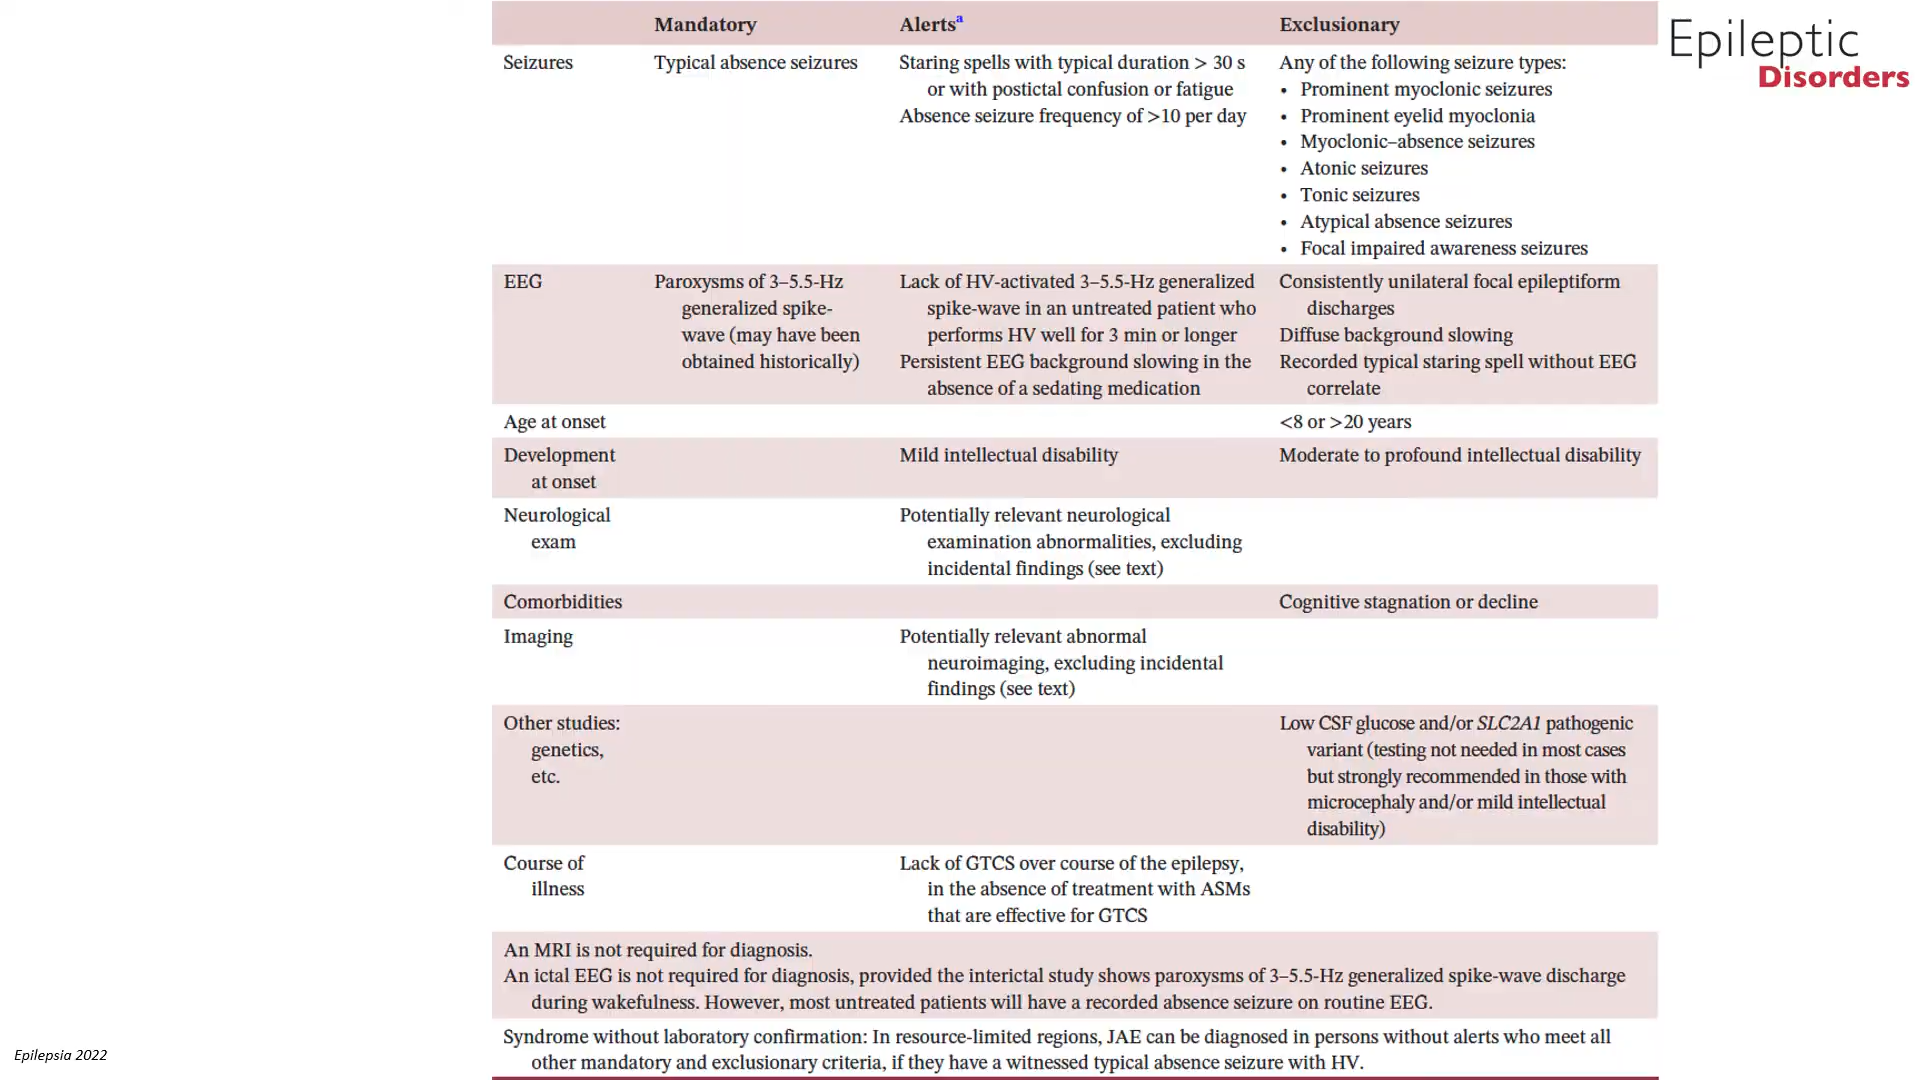 Mandatory Alertsa Exclusionary
Epileptic
Disorders
Seizures
Typical absence seizures
Staring spells with typical duration > 30 s
or with postictal confusion or fatigue
Absence seizure frequency of >10 per day
Any of the following seizure types:
• Prominent myoclonic seizures
• Prominent eyelid myoclonia
• Myoclonic–absence seizures
• Atonic seizures
• Tonic seizures
• Atypical absence seizures
• Focal impaired awareness seizures
EEG
Paroxysms of 3–5.5-Hz
generalized spike-
wave (may have been
obtained historically)
Lack of HV-activated 3–5.5-Hz generalized
spike-wave in an untreated patient who
performs HV well for 3 min or longer
Persistent EEG background slowing in the
absence of a sedating medication
Consistently unilateral focal epileptiform
discharges
Diffuse background slowing
Recorded typical staring spell without EEG
correlate
Age at onset
<8 or >20 years
Development
at onset
Mild intellectual disability
Moderate to profound intellectual disability
Neurological
exam
Potentially relevant neurological
examination abnormalities, excluding
incidental findings (see text)
Comorbidities
Cognitive stagnation or decline
Imaging
Potentially relevant abnormal
neuroimaging, excluding incidental
findings (see text)
Other studies:
genetics,
etc.
Low CSF glucose and/or SLC2A1 pathogenic
variant (testing not needed in most cases
but strongly recommended in those with
microcephaly and/or mild intellectual
disability)
Course of
illness
Lack of GTCS over course of the epilepsy,
in the absence of treatment with ASMs
that are effective for GTCS
An MRI is not required for diagnosis.
An ictal EEG is not required for diagnosis, provided the interictal study shows paroxysms of 3–5.5-Hz generalized spike-wave discharge
during wakefulness. However, most untreated patients will have a recorded absence seizure on routine EEG.
Syndrome without laboratory confirmation: In resource-limited regions, JAE can be diagnosed in persons without alerts who meet all
other mandatory and exclusionary criteria, if they have a witnessed typical absence seizure with HV.
Epilepsia 2022